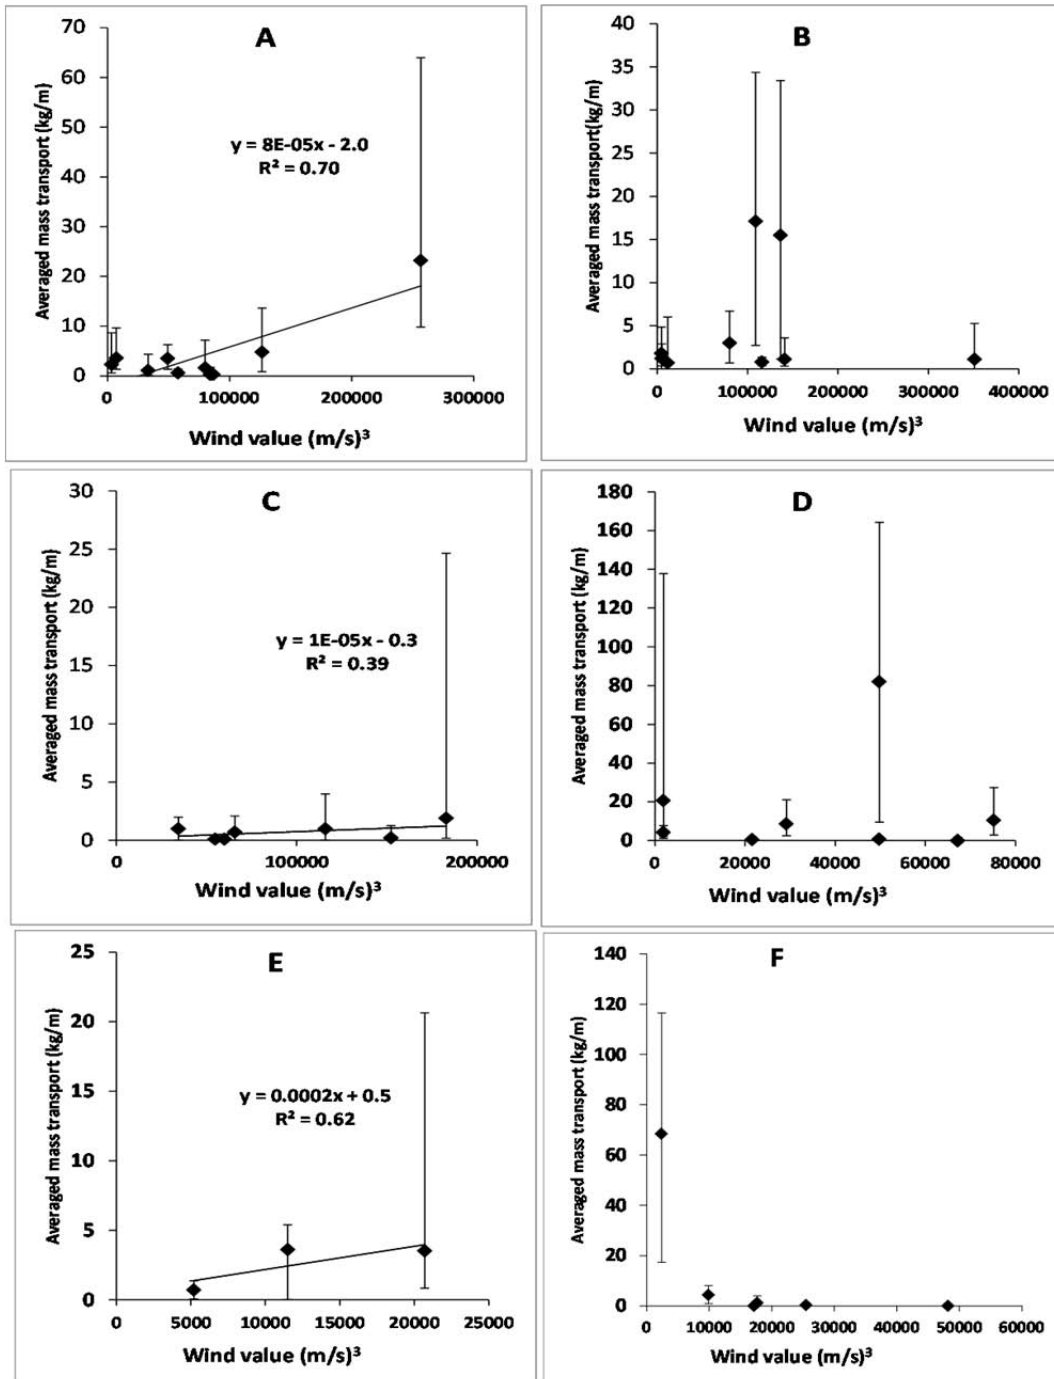 A
Averaged mass transport (kg/m)
70
60
50
40
30
20
10
0
y = 8E-05x - 2.0
R² = 0.70
0 100000 200000 300000
Wind value (m/s)³
B
Averaged mass transport(kg/m)
40
35
30
25
20
15
10
5
0
0 100000 200000 300000 400000
Wind value (m/s)³
C
Averaged mass transport (kg/m)
30
25
20
15
10
5
0
y = 1E-05x - 0.3
R² = 0.39
0 100000 200000
Wind value (m/s)³
D
Averaged mass transport (kg/m)
180
160
140
120
100
80
60
40
20
0
0 20000 40000 60000 80000
Wind value (m/s)³
E
Averaged mass transport (kg/m)
25
20
15
10
5
0
y = 0.0002x + 0.5
R² = 0.62
0 5000 10000 15000 20000 25000
Wind value (m/s)³
F
Averaged mass transport (kg/m)
140
120
100
80
60
40
20
0
0 10000 20000 30000 40000 50000 60000
Wind value (m/s)³